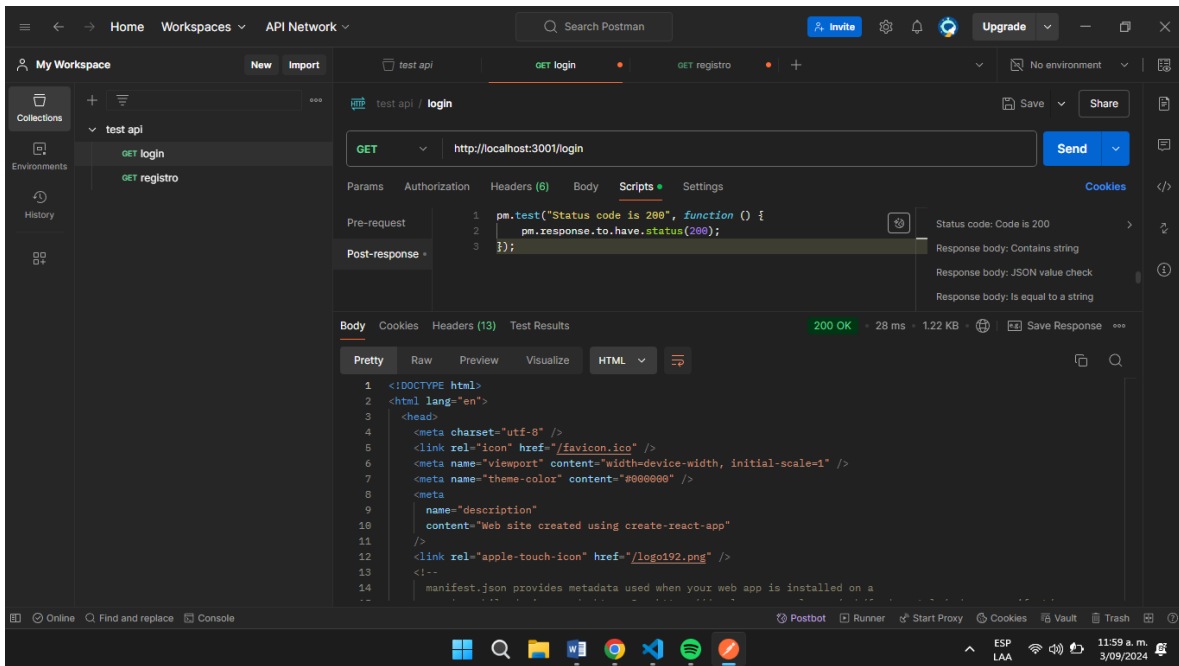 Home Workspaces API Network Search Postman Invite Upgrade
My Workspace New Import test api GET login GET registro No environment
Collections
Environments
History
test api
GET login
GET registro
HTTP test api / login Save Share
GET http://localhost:3001/login Send
Params Authorization Headers (6) Body Scripts Settings Cookies
Pre-request
Post-response
1 pm.test("Status code is 200", function () {
2 pm.response.to.have.status(200);
3 });
Status code: Code is 200
Response body: Contains string
Response body: JSON value check
Response body: Is equal to a string
Body Cookies Headers (13) Test Results 200 OK 28 ms 1.22 KB Save Response
Pretty Raw Preview Visualize HTML
1 <!DOCTYPE html>
2 <html lang="en">
3 <head>
4 <meta charset="utf-8" />
5 <link rel="icon" href="/favicon.ico" />
6 <meta name="viewport" content="width=device-width, initial-scale=1" />
7 <meta name="theme-color" content="#000000" />
8 <meta
9 name="description"
10 content="Web site created using create-react-app"
11 />
12 <link rel="apple-touch-icon" href="/logo192.png" />
13 <!--
14 manifest.json provides metadata used when your web app is installed on a
Online Find and replace Console Postbot Runner Start Proxy Cookies Vault Trash
ESP
LAA
11:59 a. m.
3/09/2024